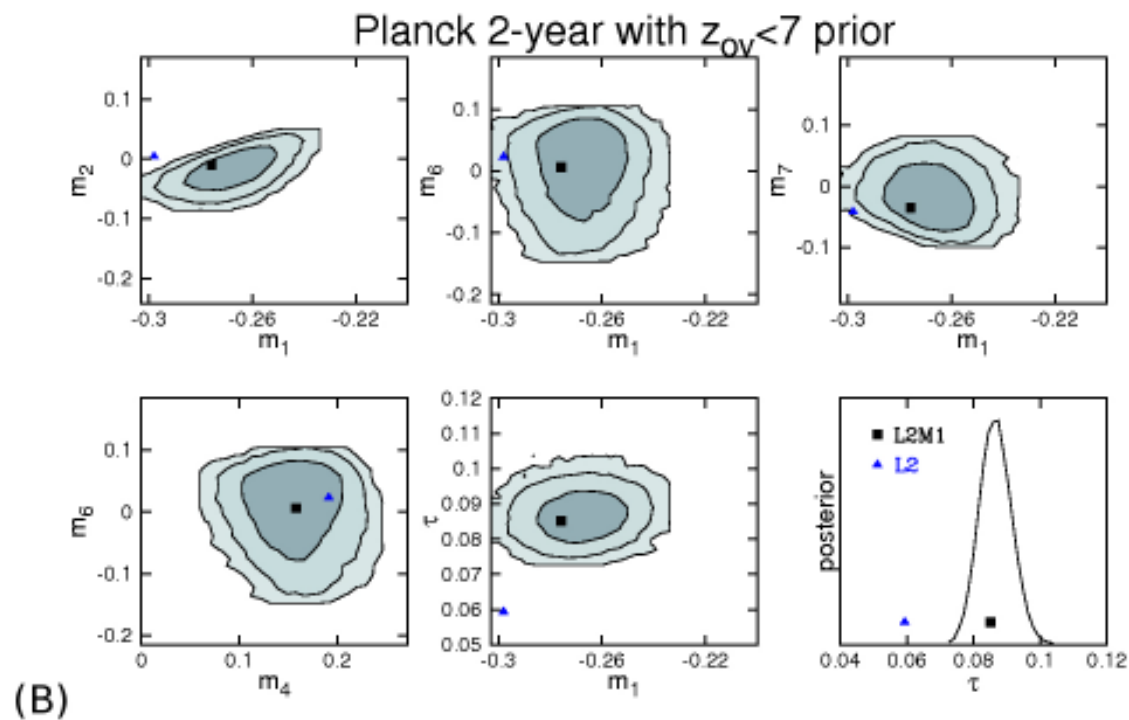 Planck 2-year with z_ov<7 prior
0.1
0
-0.1
-0.2
m_2
-0.3 -0.26 -0.22
m_1
0.1
0
-0.1
-0.2
m_6
-0.3 -0.26 -0.22
m_1
0.1
0
-0.1
m_7
-0.3 -0.26 -0.22
m_1
0.1
0
-0.1
-0.2
m_6
0 0.1 0.2
m_4
0.12
0.11
0.1
0.09
0.08
0.07
0.06
0.05
τ
-0.3 -0.26 -0.22
m_1
L2M1
L2
posterior
0.04 0.06 0.08 0.1 0.12
τ
(B)